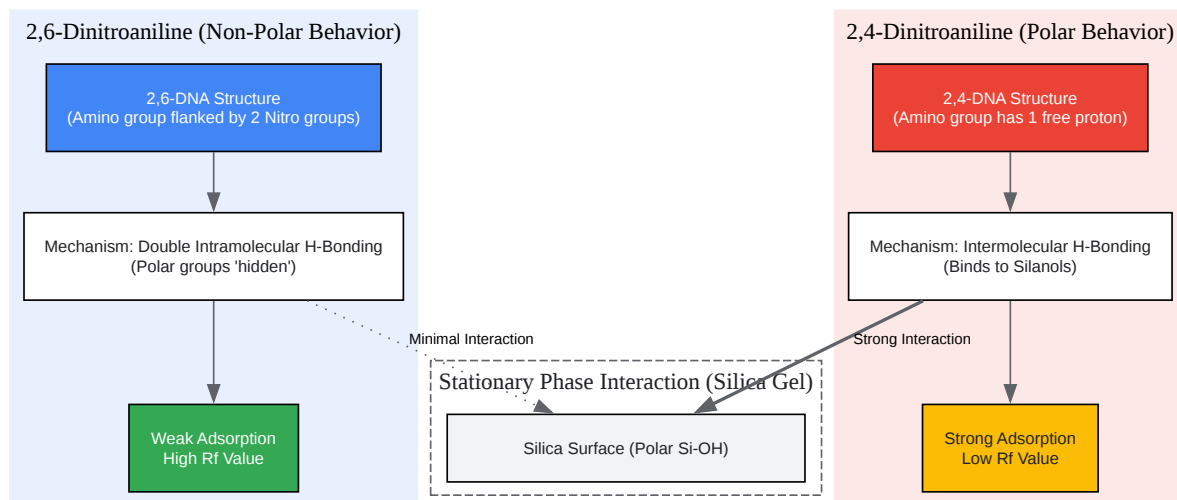 2,6-Dinitroaniline (Non-Polar Behavior)
2,6-DNA Structure
(Amino group flanked by 2 Nitro groups)
Mechanism: Double Intramolecular H-Bonding
(Polar groups 'hidden')
Minimal Interaction
Weak Adsorption
High Rf Value
2,4-Dinitroaniline (Polar Behavior)
2,4-DNA Structure
(Amino group has 1 free proton)
Mechanism: Intermolecular H-Bonding
(Binds to Silanols)
Strong Interaction
Strong Adsorption
Low Rf Value
Stationary Phase Interaction (Silica Gel)
Silica Surface (Polar Si-OH)